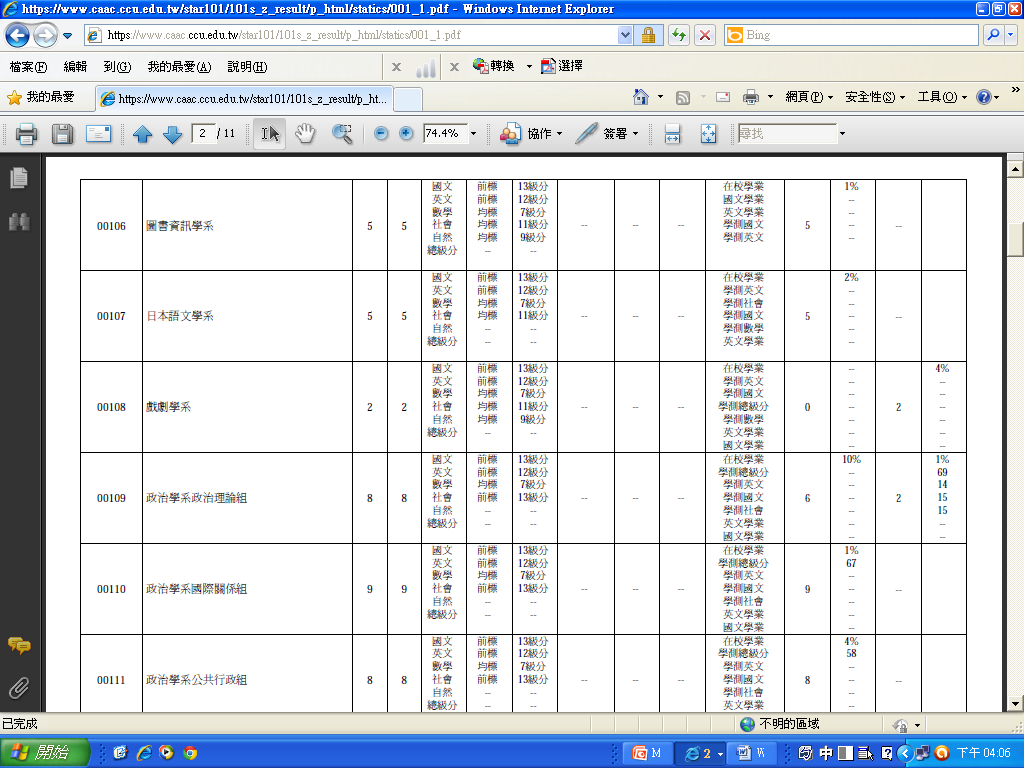 https://www.caac.ccu.edu.tw/star101/101s_z_result/p_html/statics/001_1.pdf - Windows Internet Explorer
https://www.caac.ccu.edu.tw/star101/101s_z_result/p_html/statics/001_1.pdf Bing
檔案(F) 編輯 到(G) 我的最愛(A) 說明(H) 轉換 選擇
我的最愛 https://www.caac.ccu.edu.tw/star101/101s_z_result/p_ht... 網頁(P) 安全性(S) 工具(O) »
2 / 11 74.4% 協作 簽署 尋找
國文 前標 13級分 在校學業 1%
英文 前標 12級分 國文學業 --
數學 均標 7級分 英文學業 --
00106 圖書資訊學系 5 5 社會 均標 11級分 -- -- -- 學測國文 5 -- --
自然 均標 9級分 學測英文 --
總級分 -- --
國文 前標 13級分 在校學業 2%
英文 前標 12級分 學測英文 --
數學 均標 7級分 學測社會 --
00107 日本語文學系 5 5 社會 均標 11級分 -- -- -- 學測國文 5 -- --
自然 -- -- 學測數學 --
總級分 -- -- 英文學業 --
國文 前標 13級分 在校學業 -- 4%
英文 前標 12級分 學測英文 -- --
數學 均標 7級分 學測國文 -- --
00108 戲劇學系 2 2 社會 均標 11級分 -- -- -- 學測總級分 0 -- 2 --
自然 均標 9級分 學測數學 -- --
總級分 -- -- 英文學業 -- --
國文學業 -- --
國文 前標 13級分 在校學業 10% 1%
英文 前標 12級分 學測總級分 -- 69
數學 均標 7級分 學測英文 -- 14
00109 政治學系政治理論組 8 8 社會 前標 13級分 -- -- -- 學測國文 6 -- 2 15
自然 -- -- 學測社會 -- 15
總級分 -- -- 英文學業 -- --
國文學業 -- --
國文 前標 13級分 在校學業 1%
英文 前標 12級分 學測總級分 67
數學 均標 7級分 學測英文 --
00110 政治學系國際關係組 9 9 社會 前標 13級分 -- -- -- 學測國文 9 -- --
自然 -- -- 學測社會 --
總級分 -- -- 英文學業 --
國文學業 --
國文 前標 13級分 在校學業 4%
英文 前標 12級分 學測總級分 58
數學 均標 7級分 學測英文 --
00111 政治學系公共行政組 8 8 社會 前標 13級分 -- -- -- 學測國文 8 -- --
自然 -- -- 學測社會 --
總級分 -- -- 英文學業 --
已完成 不明的區域
開始 M 2 W 中 下午 04:06